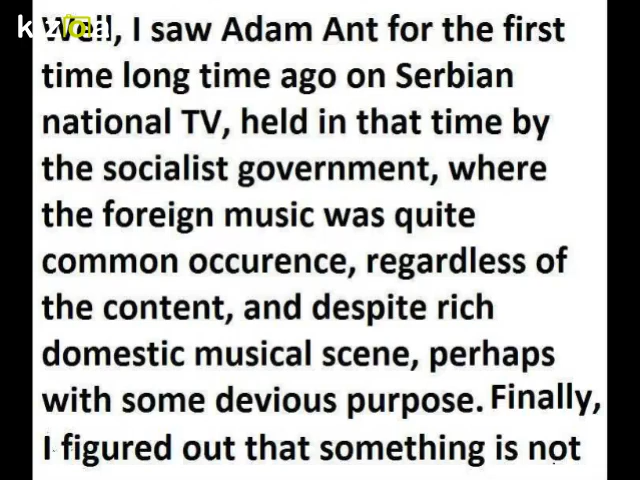 Well, I saw Adam Ant for the first
time long time ago on Serbian
national TV, held in that time by
the socialist government, where
the foreign music was quite
common occurence, regardless of
the content, and despite rich
domestic musical scene, perhaps
with some devious purpose. Finally,
I figured out that something is not